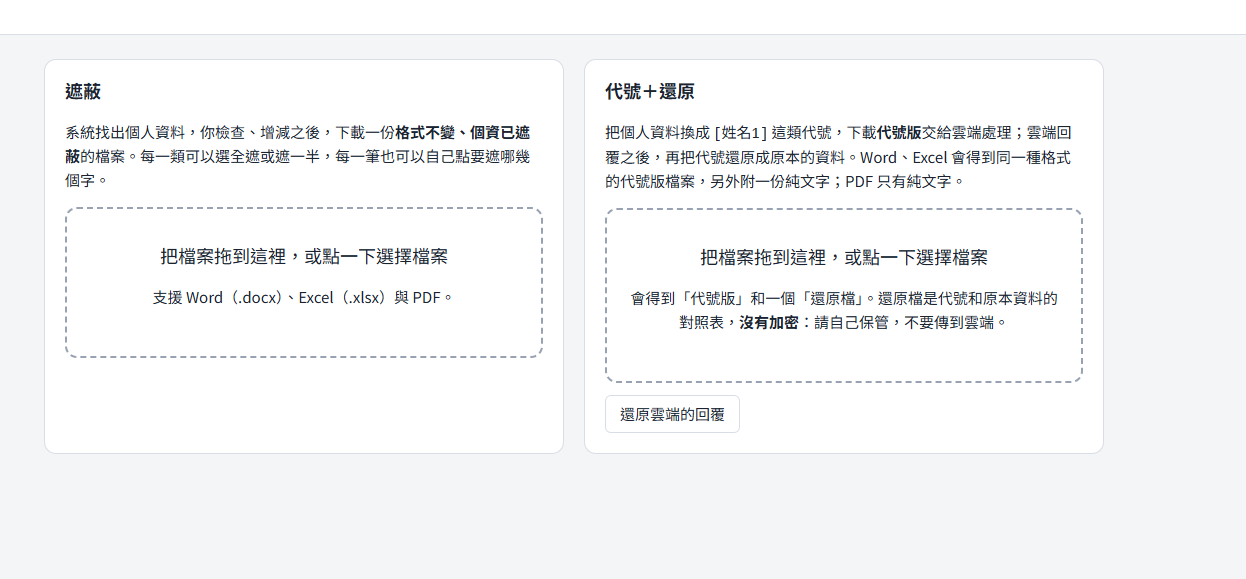 遮蔽
系統找出個人資料，你檢查、增減之後，下載一份格式不變、個資已遮
蔽的檔案。每一類可以選全遮或遮一半，每一筆也可以自己點要遮哪幾
個字。
把檔案拖到這裡，或點一下選擇檔案
支援 Word（.docx）、Excel（.xlsx）與 PDF。
代號＋還原
把個人資料換成 [姓名1] 這類代號，下載代號版交給雲端處理；雲端回
覆之後，再把代號還原成原本的資料。Word、Excel 會得到同一種格式
的代號版檔案，另外附一份純文字；PDF 只有純文字。
把檔案拖到這裡，或點一下選擇檔案
會得到「代號版」和一個「還原檔」。還原檔是代號和原本資料的
對照表，沒有加密：請自己保管，不要傳到雲端。
還原雲端的回覆